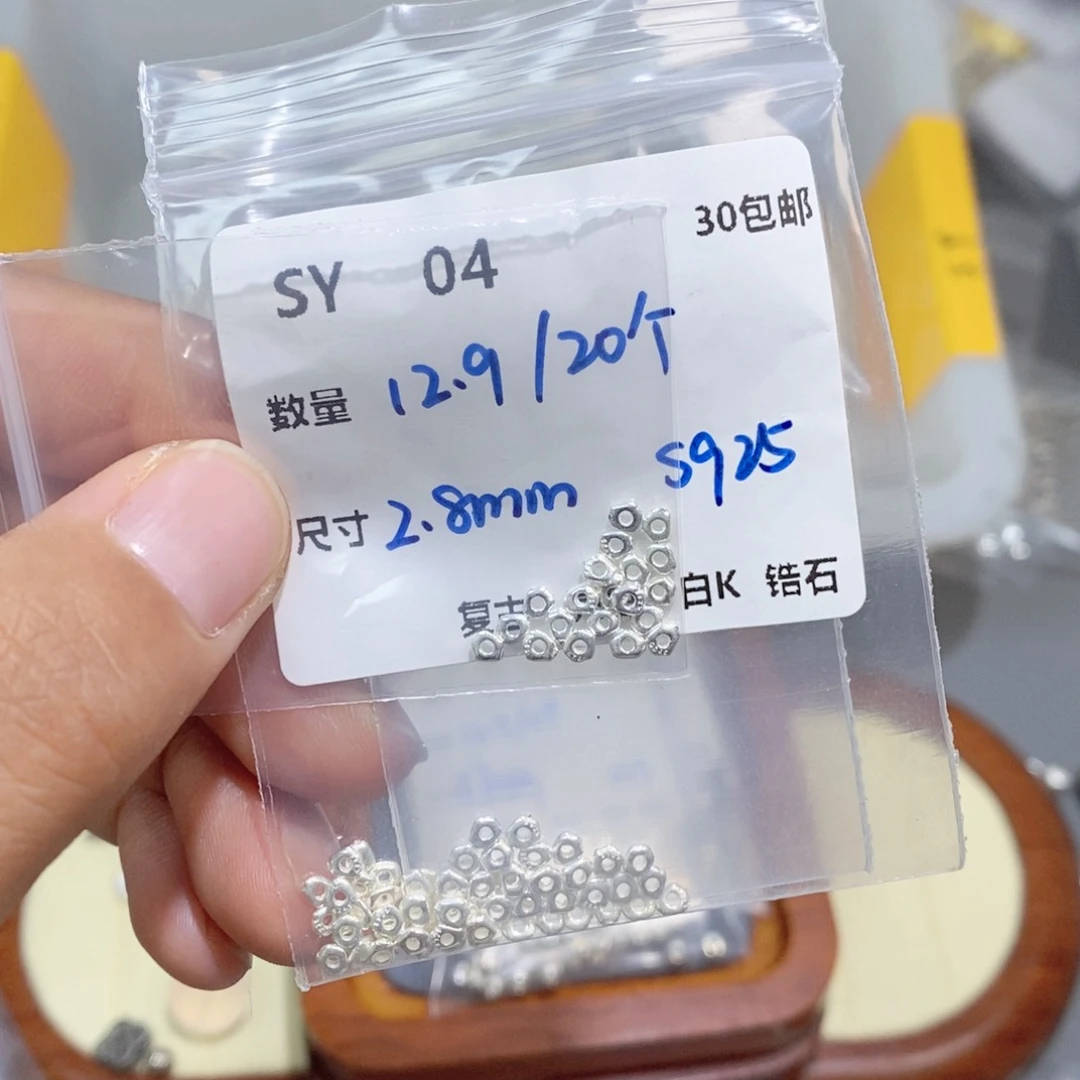 30包邮
SY 04
数量 12.9/20个
尺寸 2.8mm S925
复古 白K 锆石